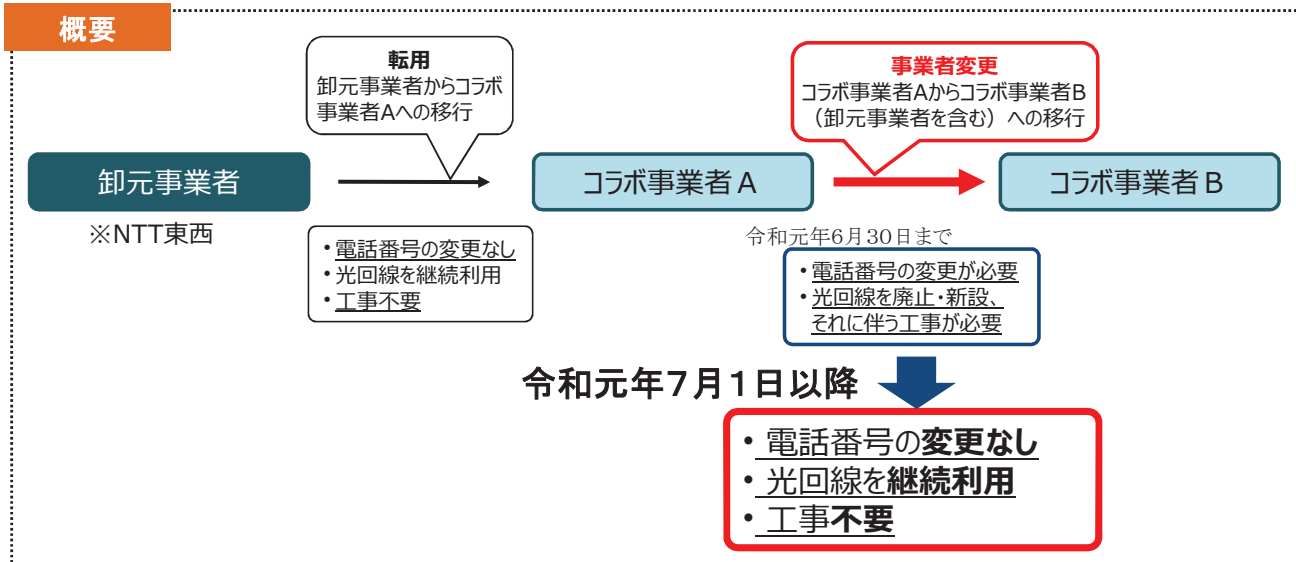 概要
転用
卸元事業者からコラボ
事業者Aへの移行
事業者変更
コラボ事業者Aからコラボ事業者B
（卸元事業者を含む）への移行
卸元事業者
コラボ事業者 A
コラボ事業者 B
※NTT東西
・電話番号の変更なし
・光回線を継続利用
・工事不要
令和元年6月30日まで
・電話番号の変更が必要
・光回線を廃止・新設、
それに伴う工事が必要
令和元年７月１日以降
・電話番号の変更なし
・光回線を継続利用
・工事不要